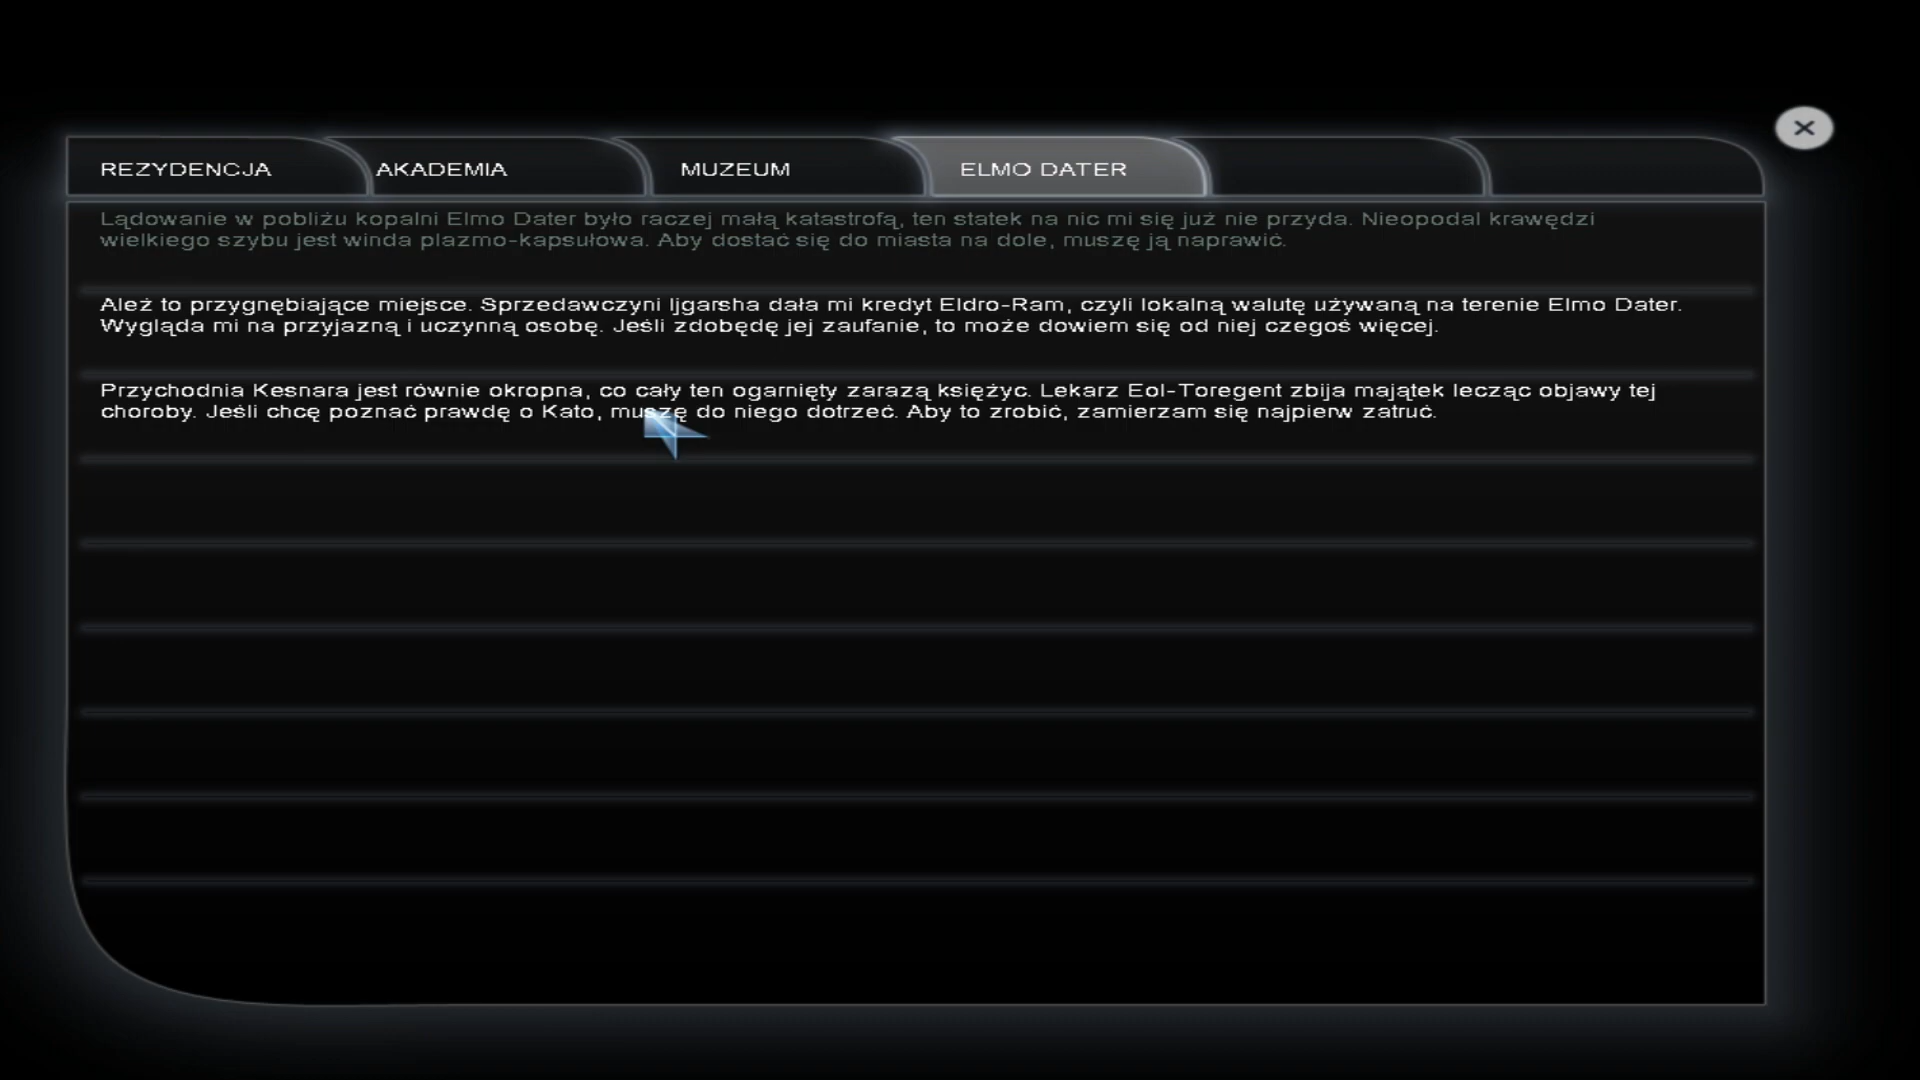 REZYDENCJA
AKADEMIA
MUZEUM
ELMO DATER
Lądowanie w pobliżu kopalni Elmo Dater było raczej małą katastrofą, ten statek na nic mi się już nie przyda. Nieopodal krawędzi
wielkiego szybu jest winda plazmo-kapsułowa. Aby dostać się do miasta na dole, muszę ją naprawić.
Ależ to przygnębiające miejsce. Sprzedawczyni Ijgarsha dała mi kredyt Eldro-Ram, czyli lokalną walutę używaną na terenie Elmo Dater.
Wygląda mi na przyjazną i uczynną osobę. Jeśli zdobędę jej zaufanie, to może dowiem się od niej czegoś więcej.
Przychodnia Kesnara jest równie okropna, co cały ten ogarnięty zarazą księżyc. Lekarz Eol-Toregent zbija majątek lecząc objawy tej
choroby. Jeśli chcę poznać prawdę o Kato, muszę do niego dotrzeć. Aby to zrobić, zamierzam się najpierw zatruć.